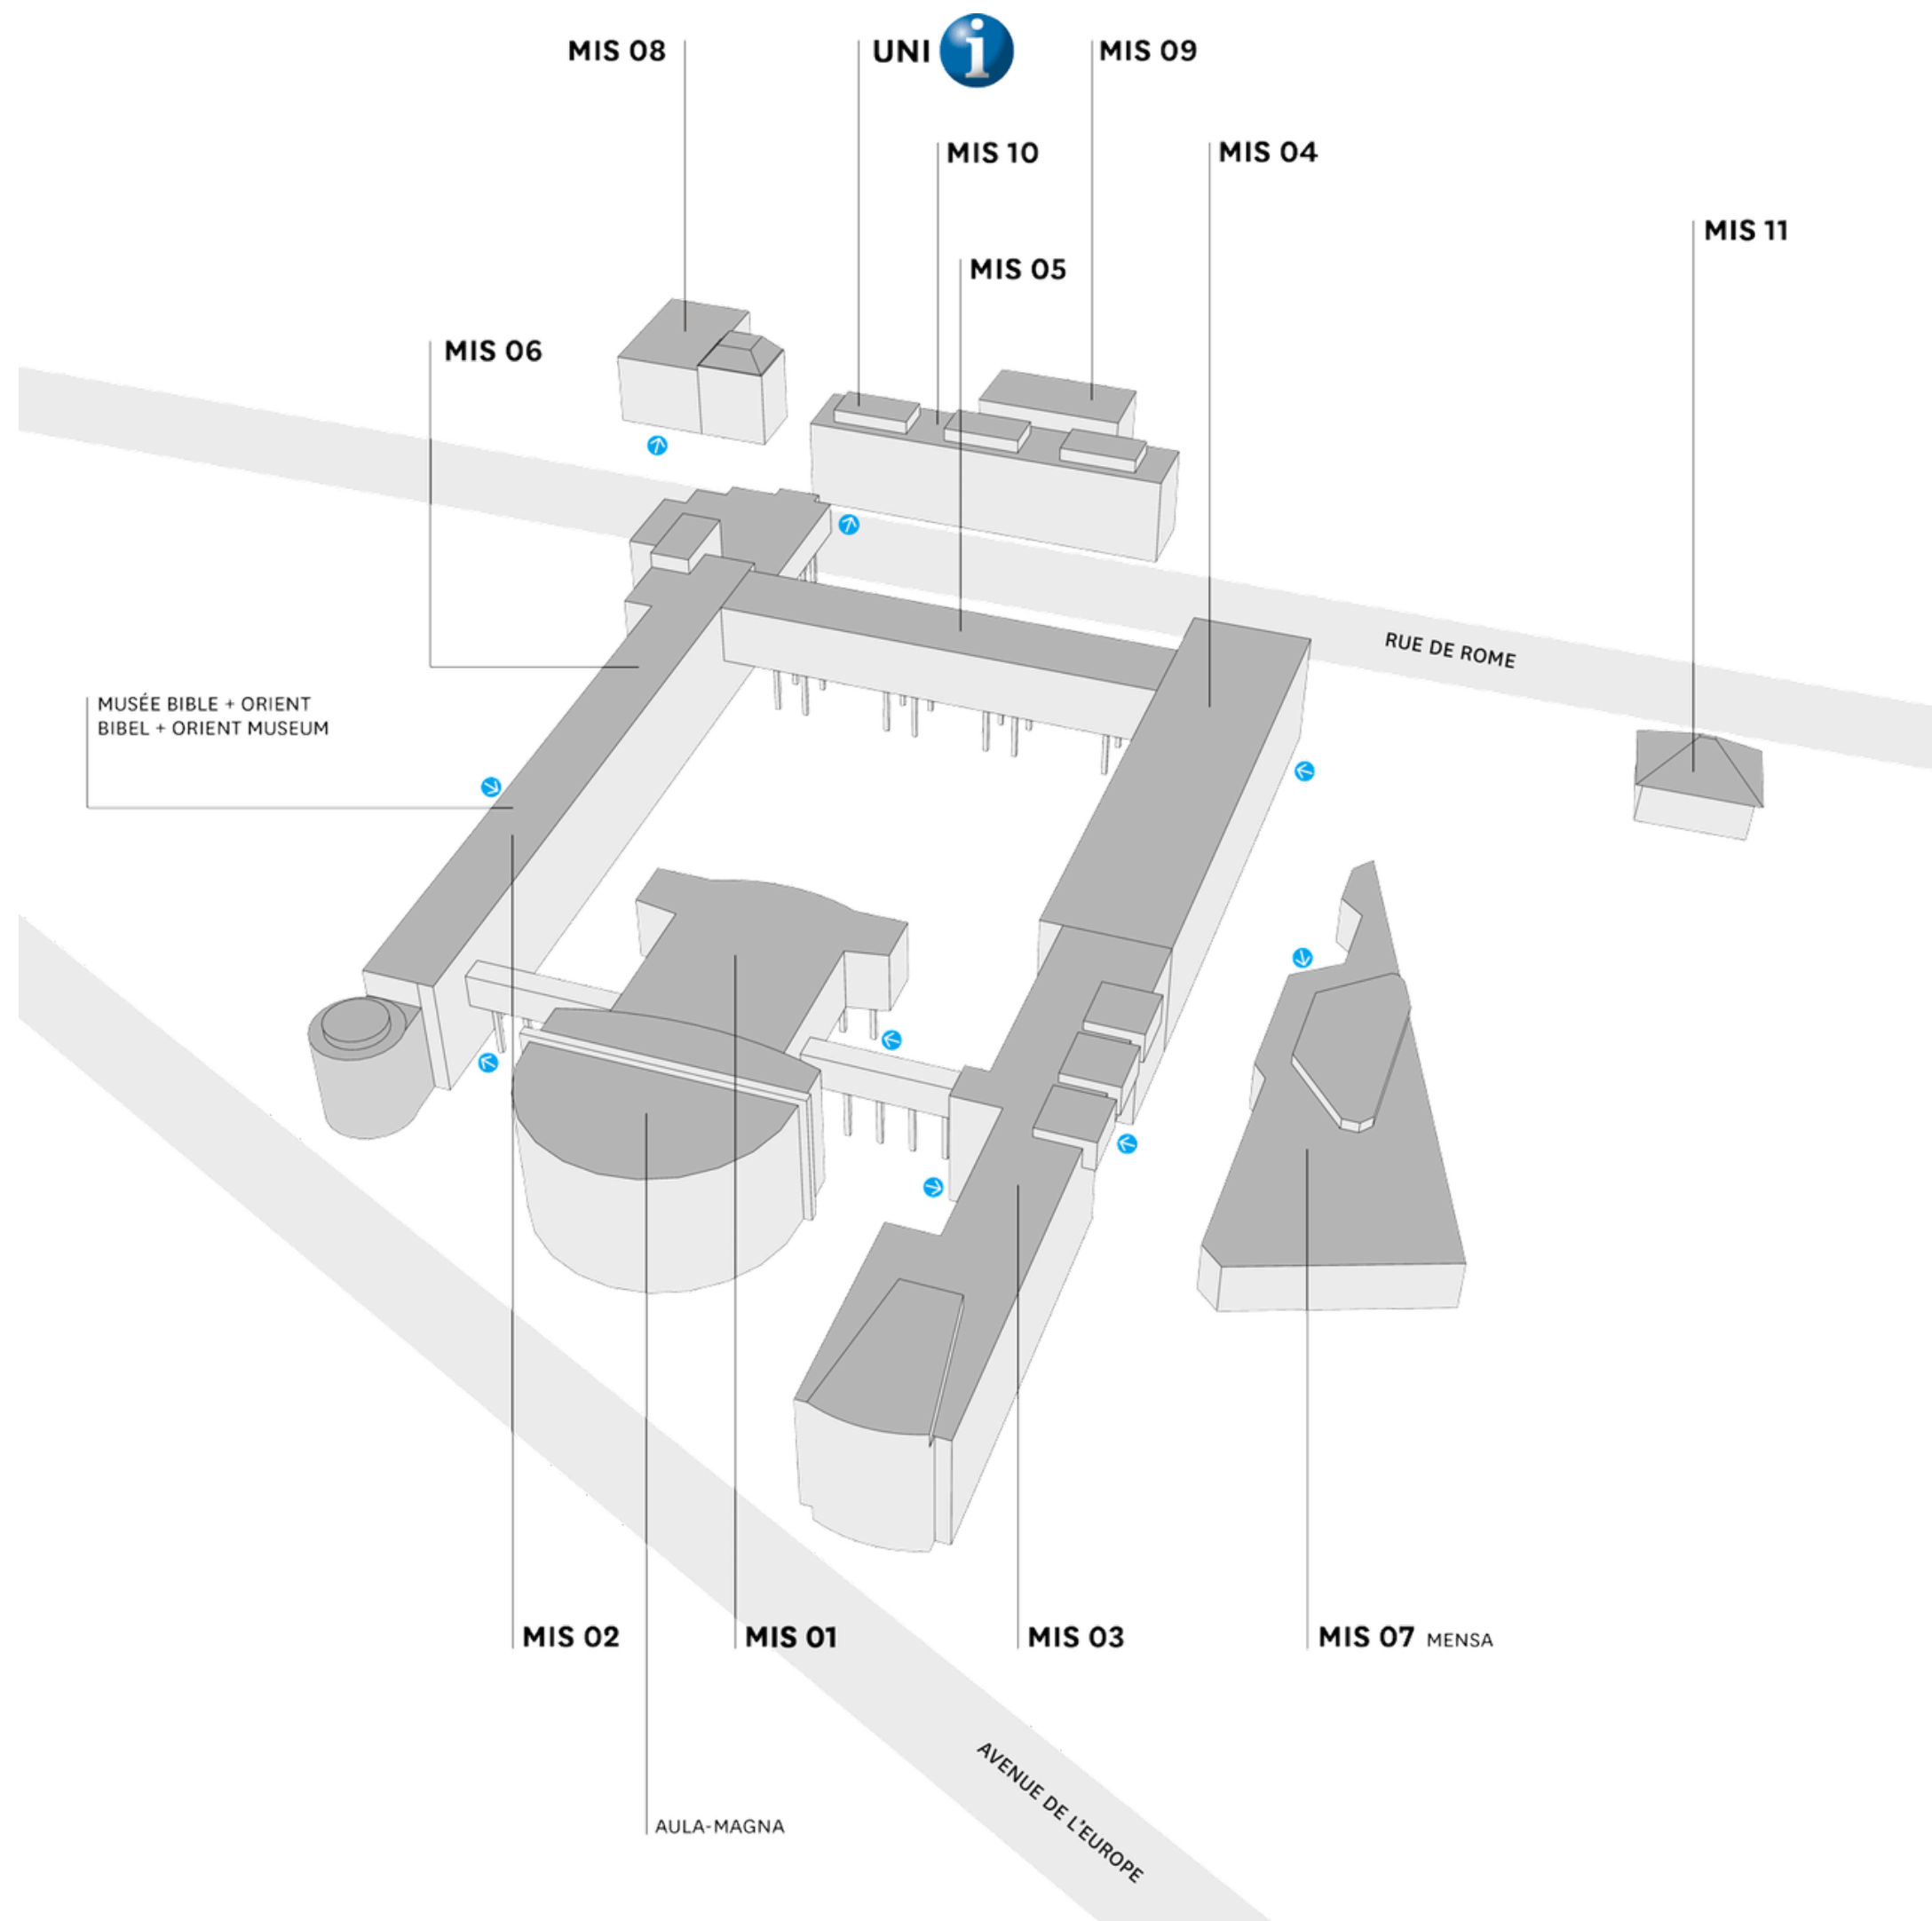 MIS 08
UNI i
MIS 09
MIS 10
MIS 04
MIS 11
MIS 05
MIS 06
RUE DE ROME
MUSÉE BIBLE + ORIENT
BIBEL + ORIENT MUSEUM
MIS 02
MIS 01
MIS 03
MIS 07 MENSA
AVENUE DE L'EUROPE
AULA-MAGNA